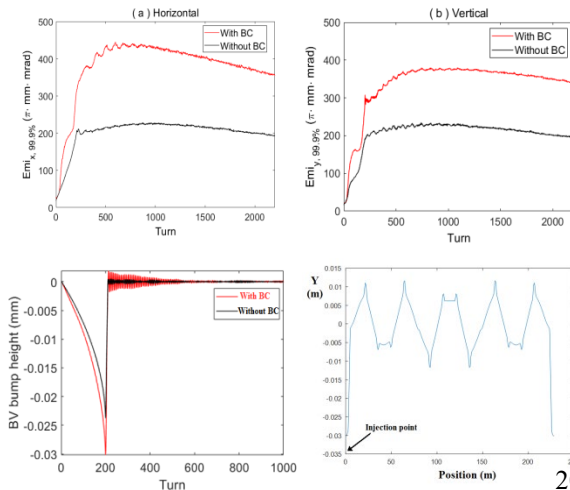 ( a ) Horizontal
With BC
Without BC
Emi x, 99.9% (π· mm· mrad)
500
400
300
200
100
0
0 500 1000 1500 2000
Turn
( b ) Vertical
With BC
Without BC
Emi y, 99.9% (π· mm· mrad)
500
400
300
200
100
0
0 500 1000 1500 2000
Turn
With BC
Without BC
BV bump height (mm)
0
-0.005
-0.01
-0.015
-0.02
-0.025
-0.03
0 200 400 600 800 1000
Turn
Y
(m)
0.015
0.01
0.005
0
-0.005
-0.01
-0.015
-0.02
-0.025
-0.03
-0.035
Injection point
0 50 100 150 200
Position (m)